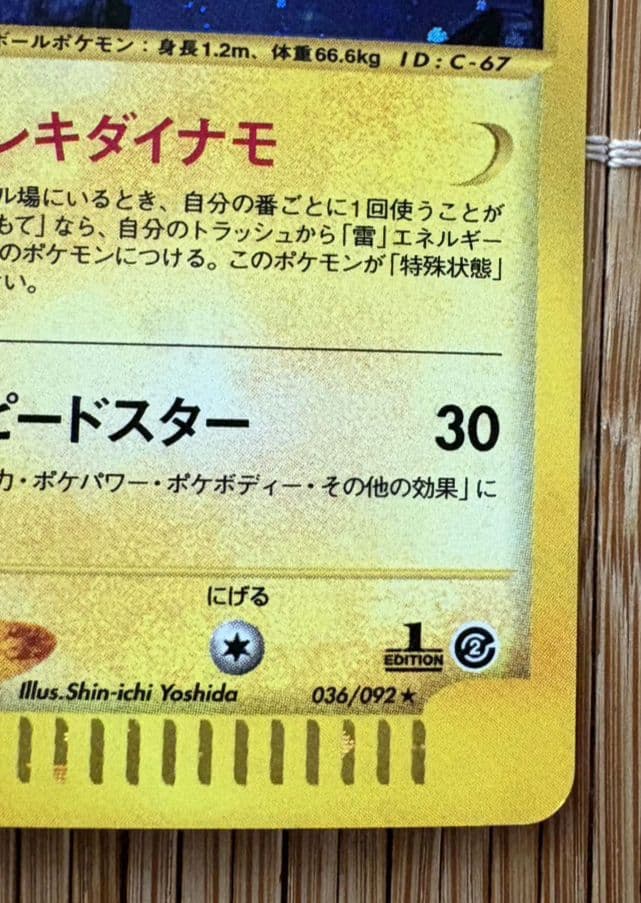 ボールポケモン：身長1.2m、体重66.6kg ID：C-67
レキダイナモ
ル場にいるとき、自分の番ごとに1回使うことが
もて」なら、自分のトラッシュから「雷」エネルギー
のポケモンにつける。このポケモンが「特殊状態」
い。
ピードスター 30
力・ポケパワー・ポケボディー・その他の効果」に
にげる
1
EDITION
2
Illus.Shin-ichi Yoshida 036/092★